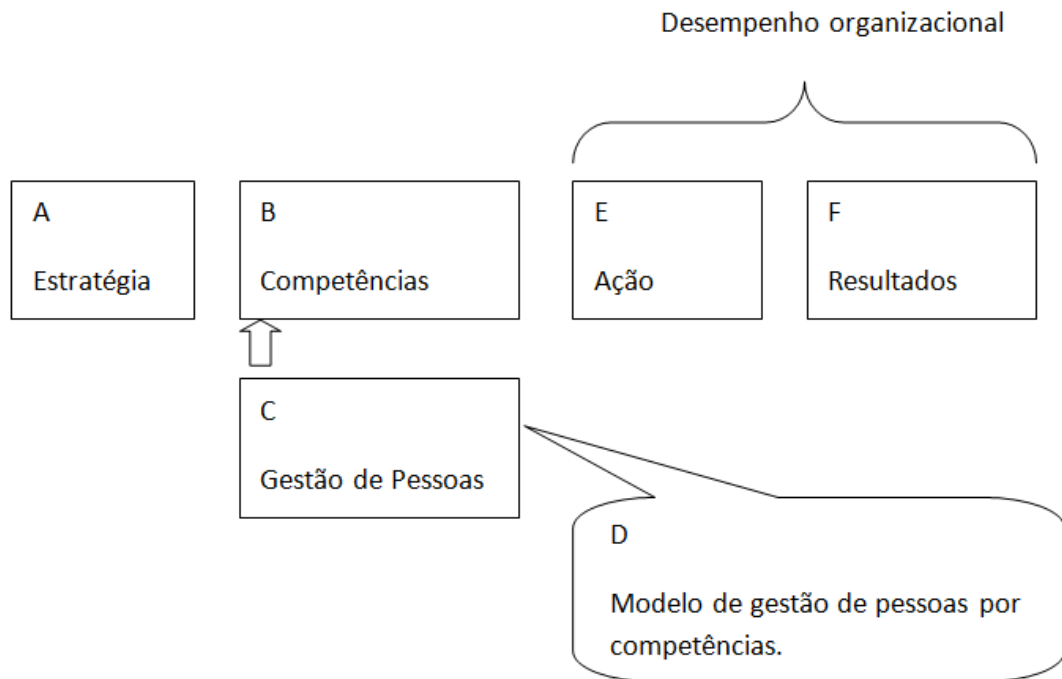 Desempenho organizacional
A
Estratégia
B
Competências
E
Ação
F
Resultados
C
Gestão de Pessoas
D
Modelo de gestão de pessoas por
competências.